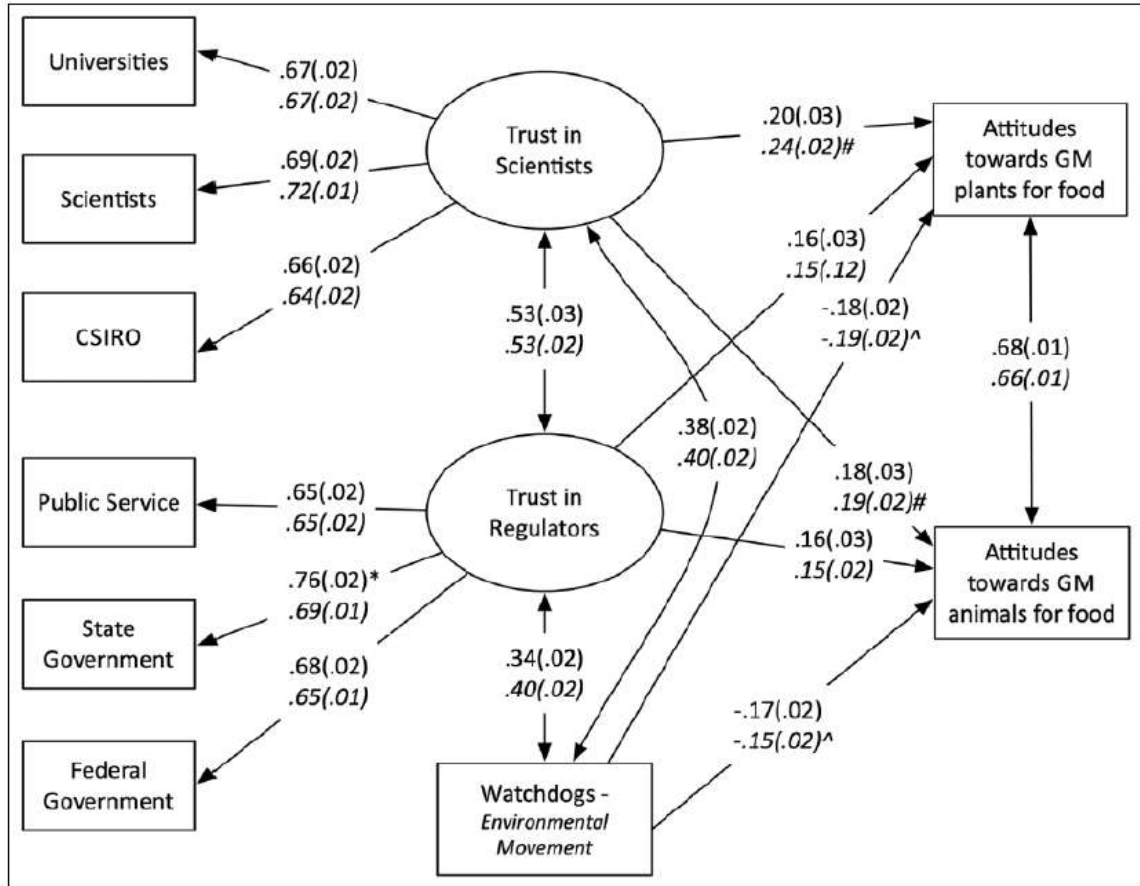 Universities
.67(.02)
.67(.02)
Scientists
.69(.02)
.72(.01)
CSIRO
.66(.02)
.64(.02)
Trust in
Scientists
.20(.03)
.24(.02)#
Attitudes
towards GM
plants for food
.16(.03)
.15(.12)
-.18(.02)
-.19(.02)^
.53(.03)
.53(.02)
.38(.02)
.40(.02)
.68(.01)
.66(.01)
.18(.03)
.19(.02)#
Public Service
.65(.02)
.65(.02)
Trust in
Regulators
.16(.03)
.15(.02)
Attitudes
towards GM
animals for food
State
Government
.76(.02)*
.69(.01)
.34(.02)
.40(.02)
Federal
Government
.68(.02)
.65(.01)
-.17(.02)
-.15(.02)^
Watchdogs -
Environmental
Movement